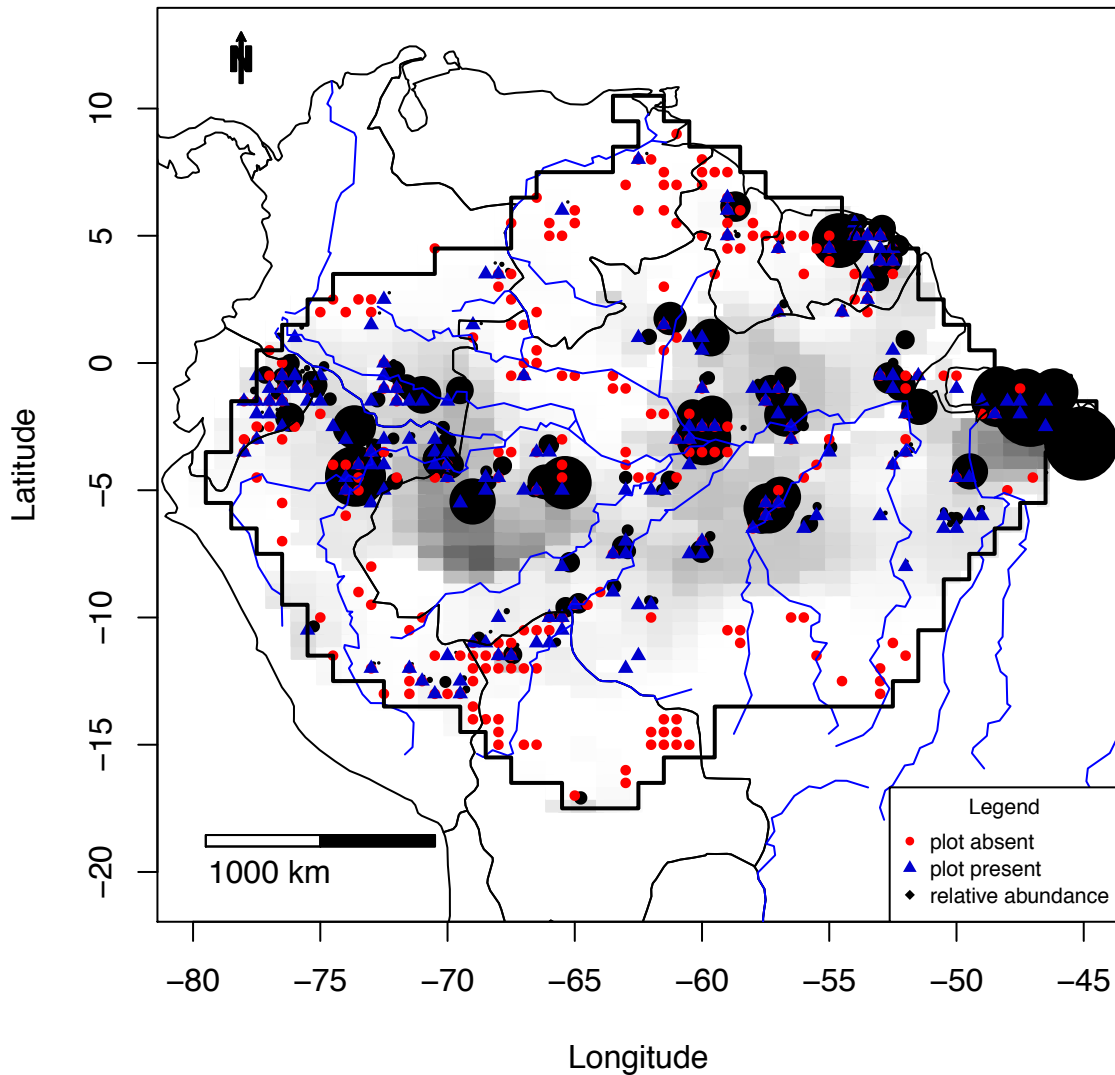 N
10
5
0
−5
−10
−15
−20
Latitude
1000 km
Legend
plot absent
plot present
relative abundance
−80 −75 −70 −65 −60 −55 −50 −45
Longitude